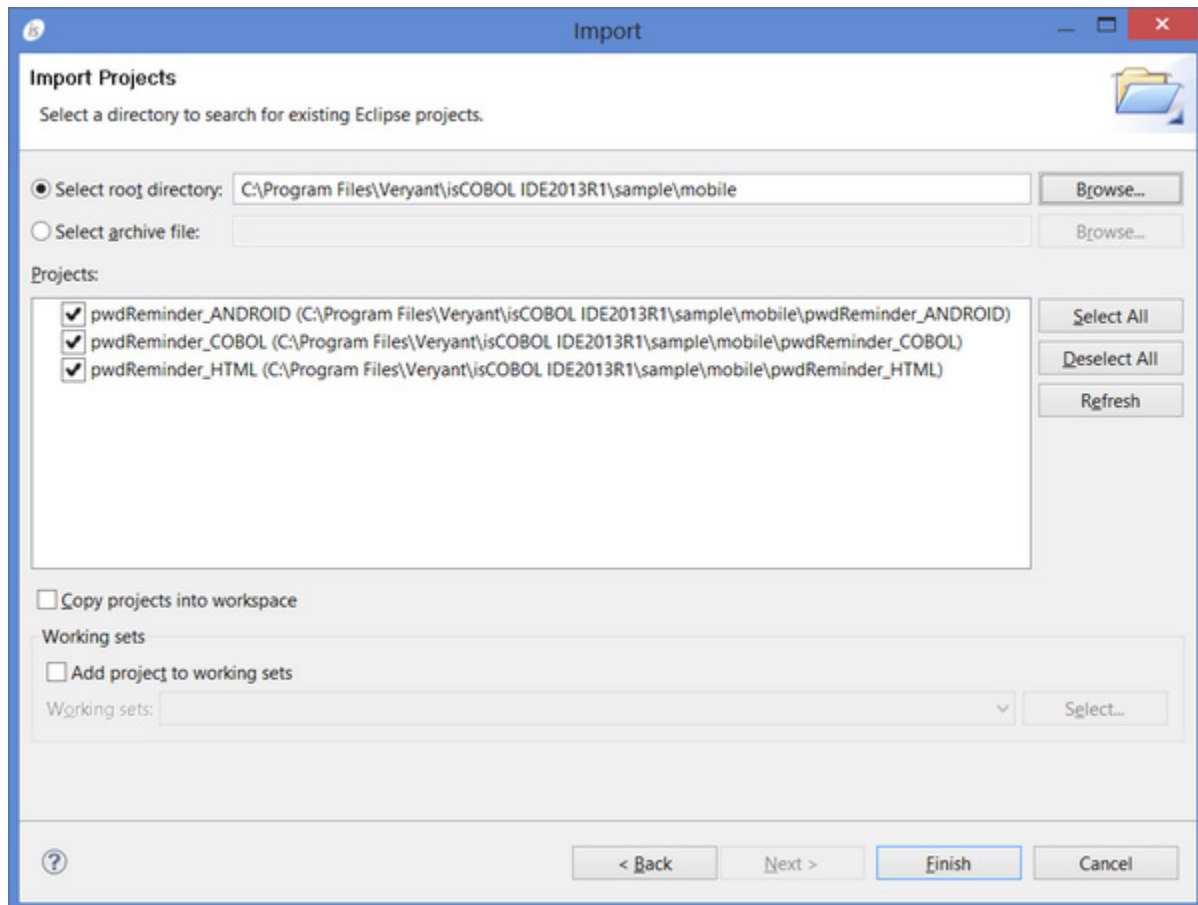 is
Import
Import Projects
Select a directory to search for existing Eclipse projects.
Select root directory: C:\Program Files\Veryant\isCOBOL IDE2013R1\sample\mobile Browse...
Select archive file: Browse...
Projects:
pwdReminder_ANDROID (C:\Program Files\Veryant\isCOBOL IDE2013R1\sample\mobile\pwdReminder_ANDROID) Select All
pwdReminder_COBOL (C:\Program Files\Veryant\isCOBOL IDE2013R1\sample\mobile\pwdReminder_COBOL) Deselect All
pwdReminder_HTML (C:\Program Files\Veryant\isCOBOL IDE2013R1\sample\mobile\pwdReminder_HTML)
Refresh
Copy projects into workspace
Working sets
Add project to working sets
Working sets: Select...
? < Back Next > Finish Cancel